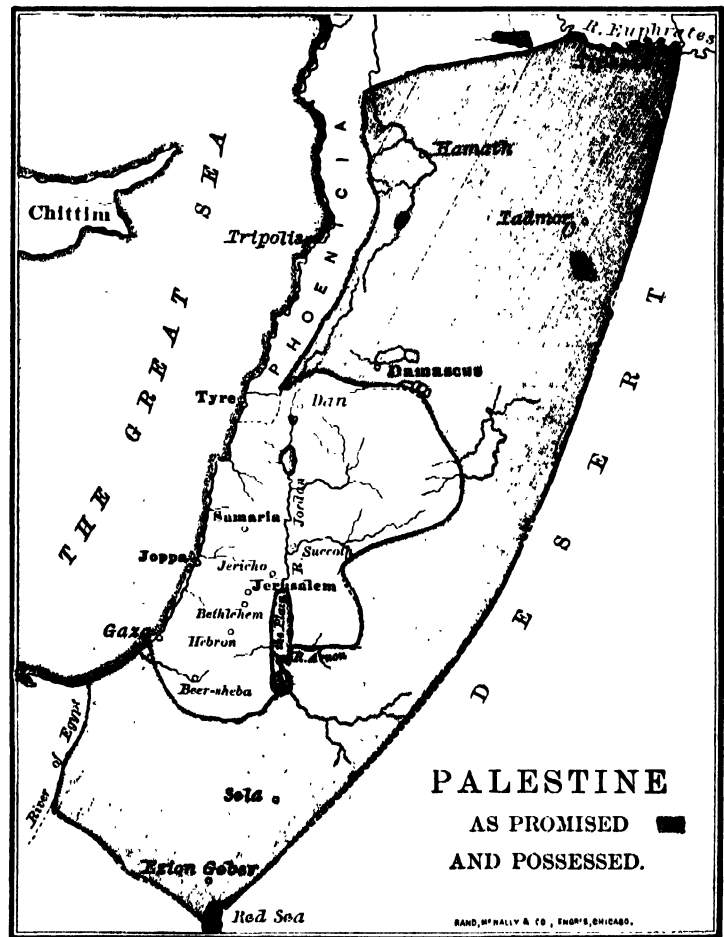 R. Euphrates
Hamath
Chittim
THE GREAT SEA
Tadmor
Tripolis
PHOENICIA
DESERT
Damascus
Tyre
Dan
R. Jordan
Samaria
Succoth
Joppa
Jericho
Jerusalem
Bethlehem
Gaza
Hebron
R. Arnon
Beer-sheba
River of Egypt
PALESTINE
AS PROMISED
AND POSSESSED.
Sela
Ezion Geber
Red Sea
RAND, McNALLY & CO., ENGR'S, CHICAGO.